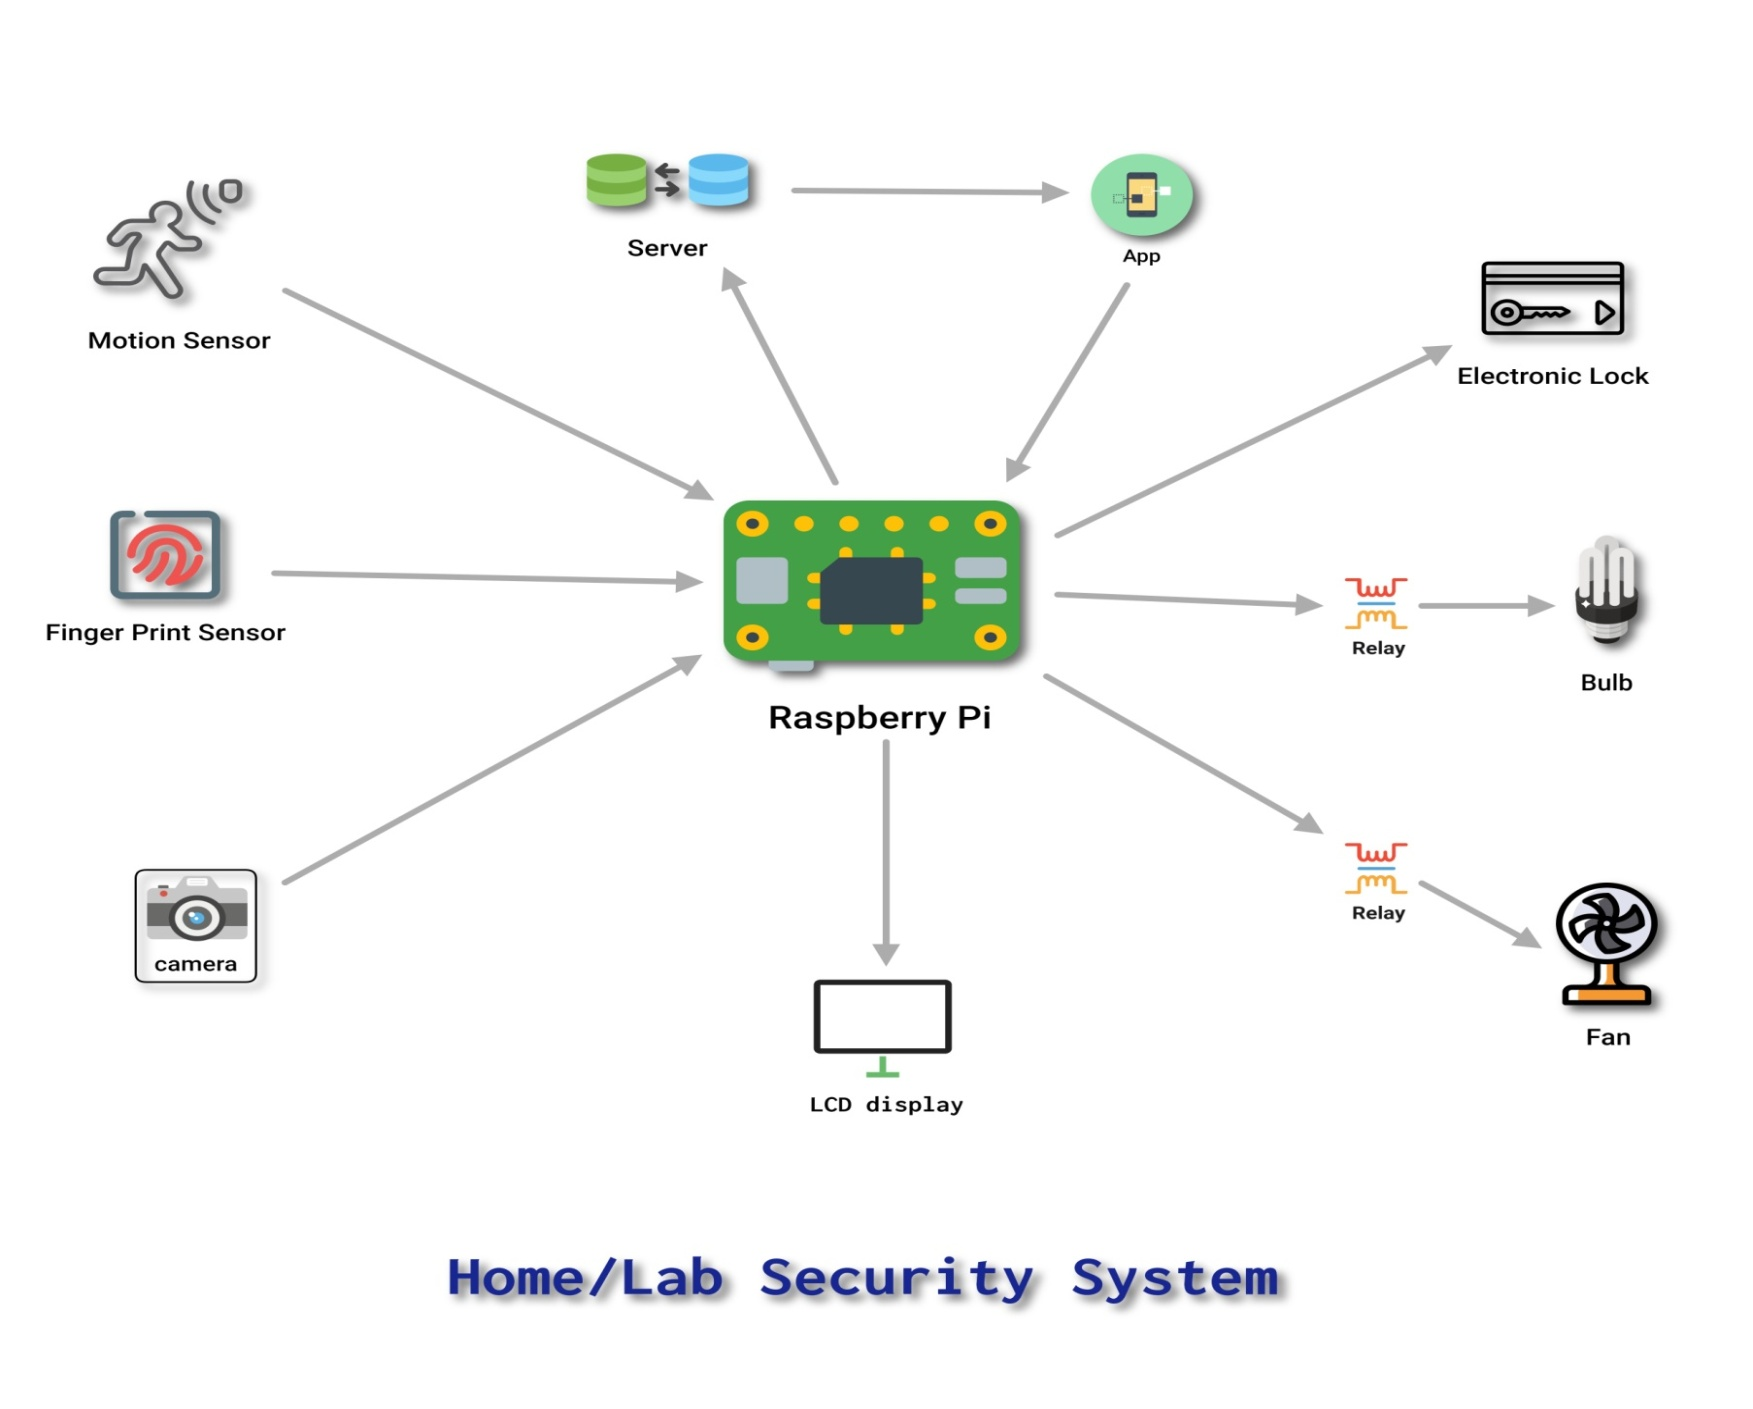 Server
App
Motion Sensor
Electronic Lock
Finger Print Sensor
Relay
Bulb
Raspberry Pi
camera
Relay
Fan
LCD display
Home/Lab Security System